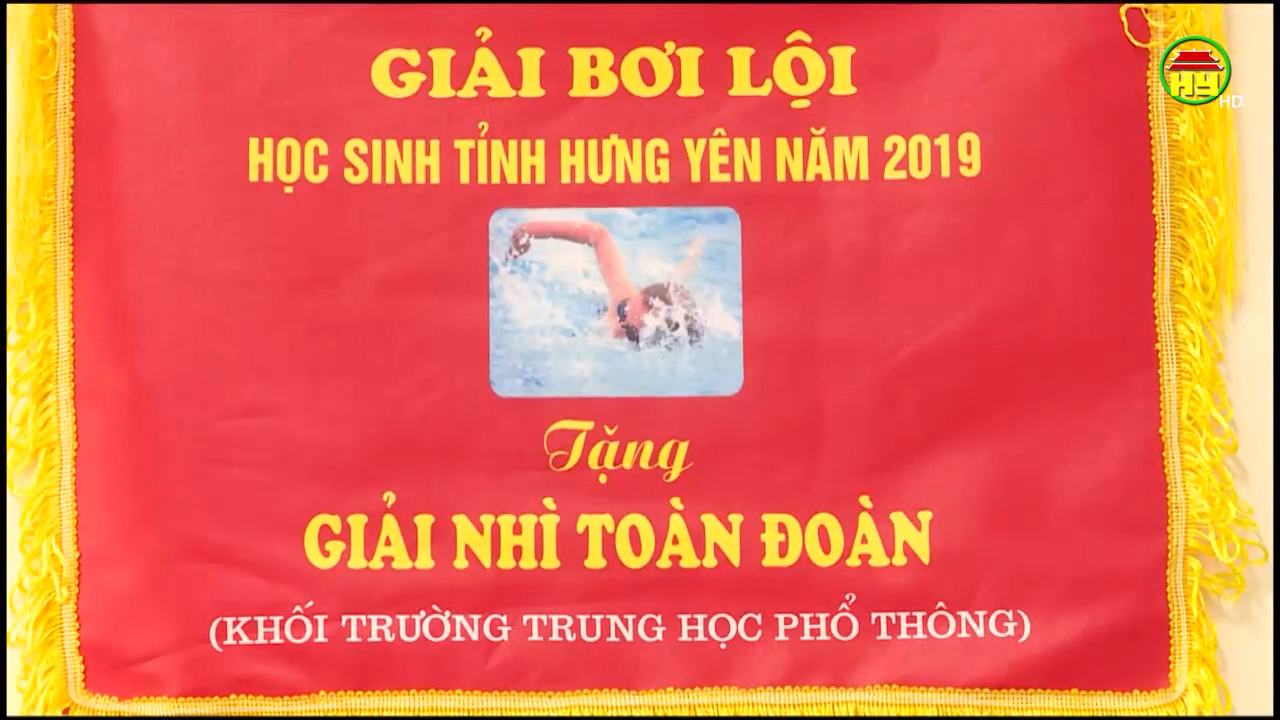 GIẢI BƠI LỘI
HỌC SINH TỈNH HƯNG YÊN NĂM 2019
Tặng
GIẢI NHÌ TOÀN ĐOÀN
(KHỐI TRƯỜNG TRUNG HỌC PHỔ THÔNG)
HY
HD